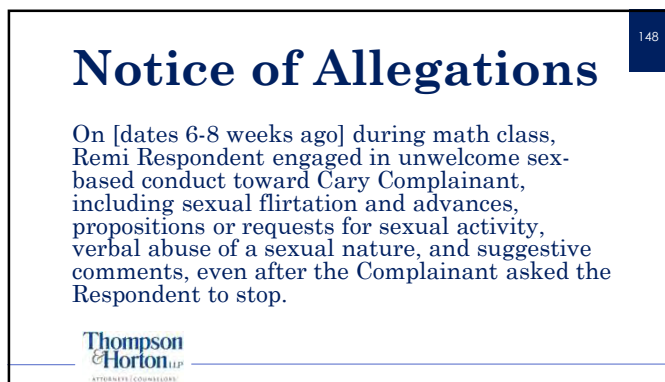 148
Notice of Allegations
On [dates 6-8 weeks ago] during math class,
Remi Respondent engaged in unwelcome sex-
based conduct toward Cary Complainant,
including sexual flirtation and advances,
propositions or requests for sexual activity,
verbal abuse of a sexual nature, and suggestive
comments, even after the Complainant asked the
Respondent to stop.
Thompson
&Horton LLP
ATTORNEYS | COUNSELORS